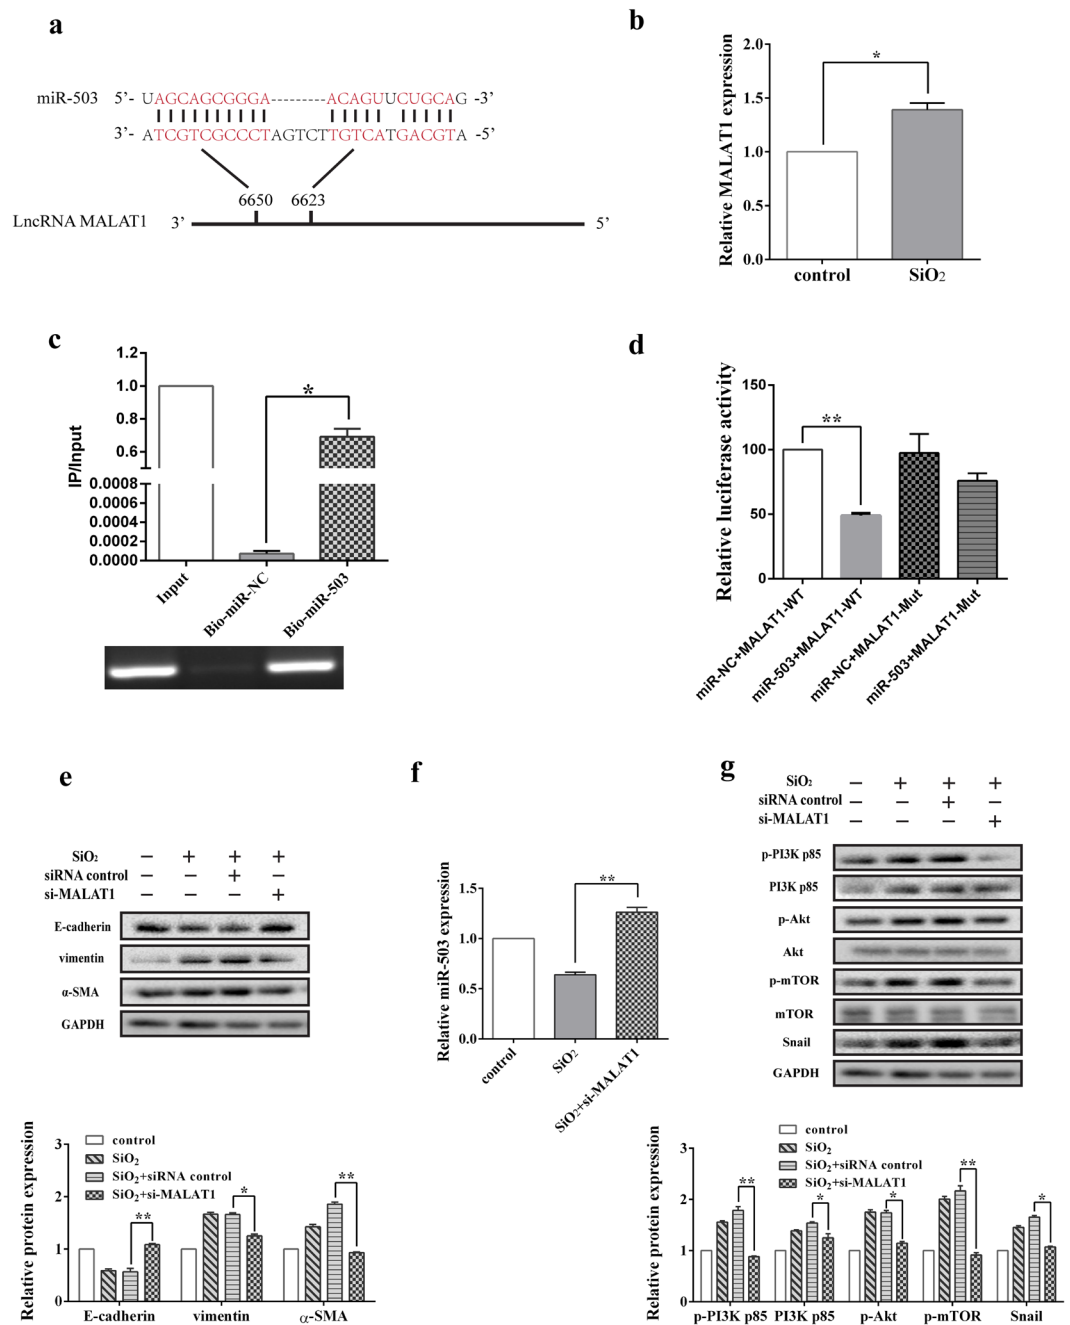 a
miR-503 5'- UAGCAGCGGGA---------ACAGUUCUGCAG -3'
3'- ATCGTCGCCCTAGTCTTGTCATGACGTA -5'
6650 6623
LncRNA MALAT1 3' 5'
b
Relative MALAT1 expression
2.0
1.5
1.0
0.5
0.0
*
control SiO₂
c
IP/Input
1.2
1.0
0.8
0.6
0.0008
0.0006
0.0004
0.0002
0.0000
*
Input Bio-miR-NC Bio-miR-503
d
Relative luciferase activity
150
100
50
0
**
miR-NC+MALAT1-WT miR-503+MALAT1-WT miR-NC+MALAT1-Mut miR-503+MALAT1-Mut
e
SiO₂ − + + +
siRNA control − − + −
si-MALAT1 − − − +
E-cadherin
vimentin
α-SMA
GAPDH
Relative protein expression
3
2
1
0
control
SiO₂
SiO₂+siRNA control
SiO₂+si-MALAT1
** * **
E-cadherin vimentin α-SMA
f
Relative miR-503 expression
1.5
1.0
0.5
0.0
**
control SiO₂ SiO₂+si-MALAT1
g
SiO₂ − + + +
siRNA control − − + −
si-MALAT1 − − − +
p-PI3K p85
PI3K p85
p-Akt
Akt
p-mTOR
mTOR
Snail
GAPDH
Relative protein expression
3
2
1
0
control
SiO₂
SiO₂+siRNA control
SiO₂+si-MALAT1
** * * ** *
p-PI3K p85 PI3K p85 p-Akt p-mTOR Snail